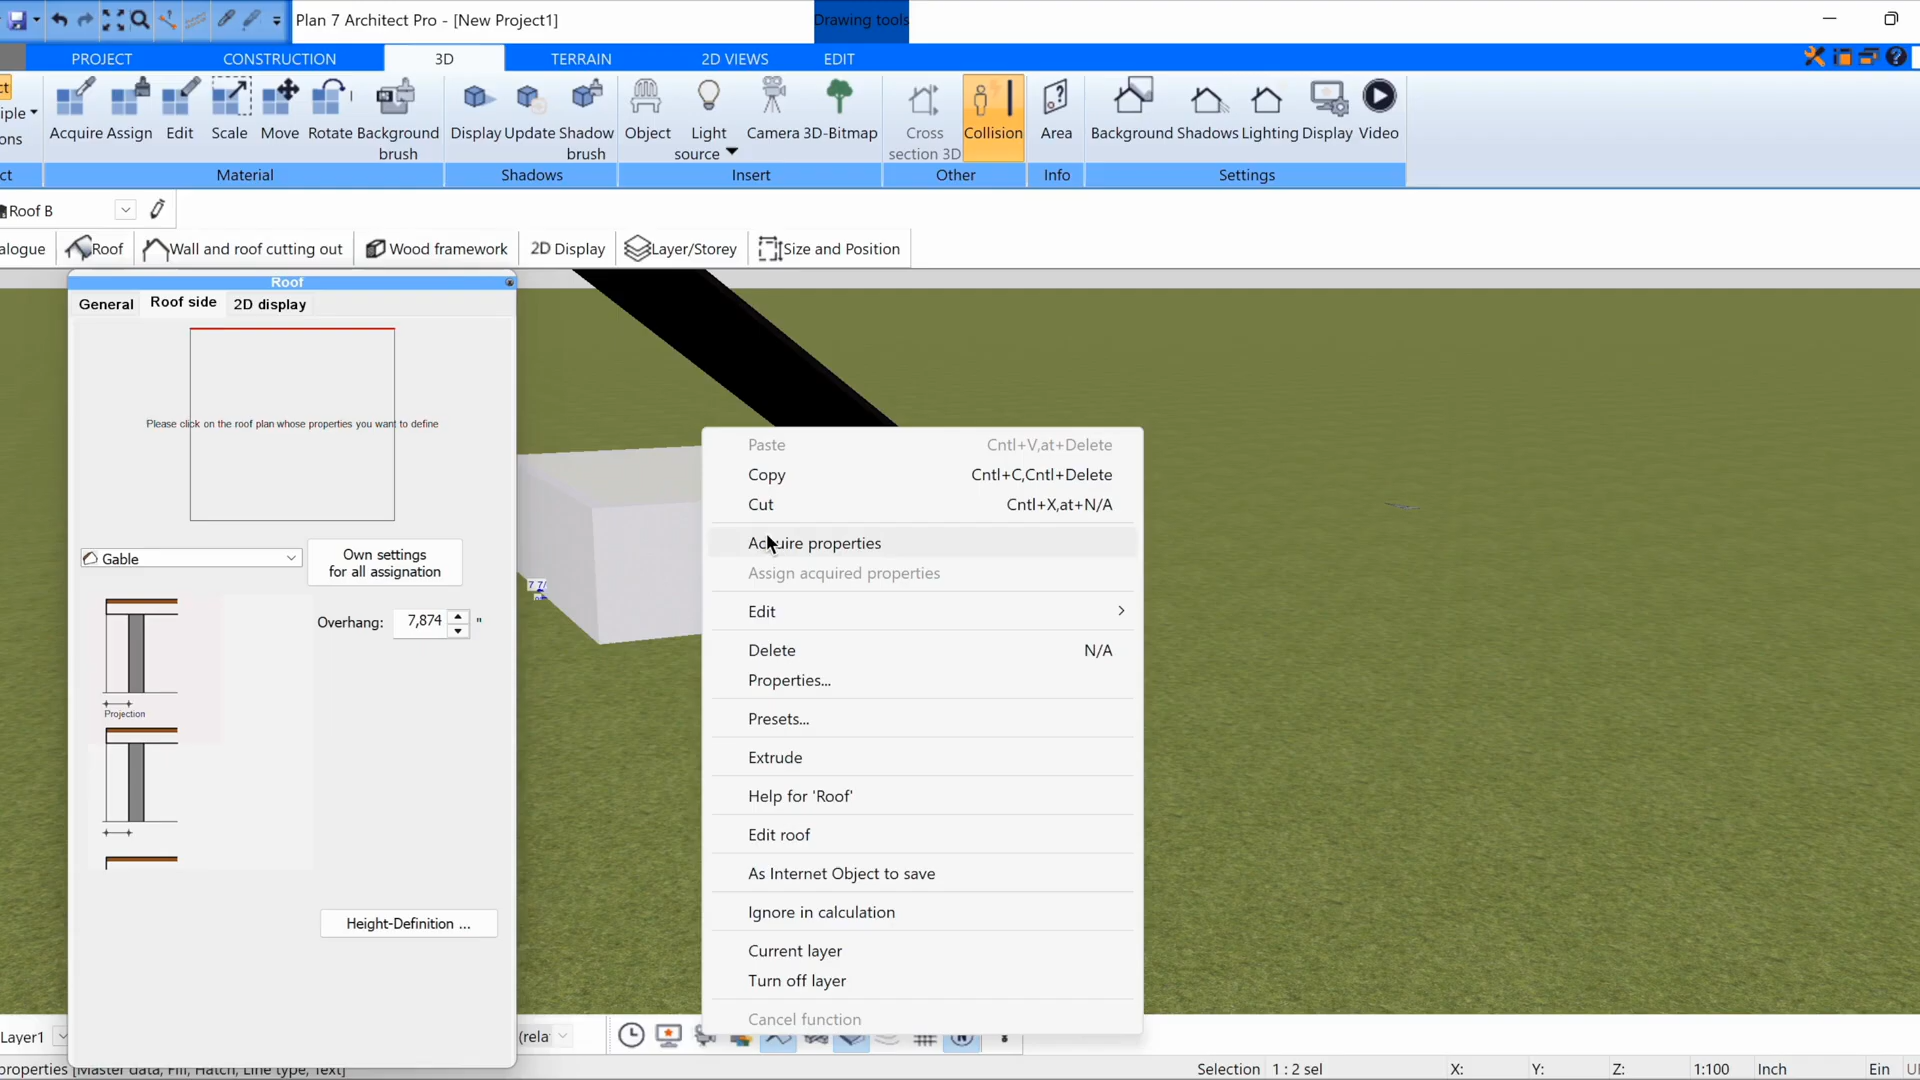 Plan 7 Architect Pro - [New Project1]
Drawing tools
PROJECT CONSTRUCTION 3D TERRAIN 2D VIEWS EDIT
Acquire Assign Edit Scale Move Rotate Background brush
Display Update Shadow brush
Object Light source Camera 3D-Bitmap
Cross section 3D Collision Area
Background Shadows Lighting Display Video
Material Shadows Insert Other Info Settings
Roof B
alogue Roof Wall and roof cutting out Wood framework 2D Display Layer/Storey Size and Position
Roof
General Roof side 2D display
Please click on the roof plan whose properties you want to define
Gable
Own settings
for all assignation
Overhang: 7,874 "
Projection
Height-Definition ...
Paste Cntl+V,at+Delete
Copy Cntl+C,Cntl+Delete
Cut Cntl+X,at+N/A
Acquire properties
Assign acquired properties
Edit
Delete N/A
Properties...
Presets...
Extrude
Help for 'Roof'
Edit roof
As Internet Object to save
Ignore in calculation
Current layer
Turn off layer
Cancel function
Layer1 (rela
properties [Master data, Fill, Hatch, Line type, Text]
Selection 1 : 2 sel X: Y: Z: 1:100 Inch Ein